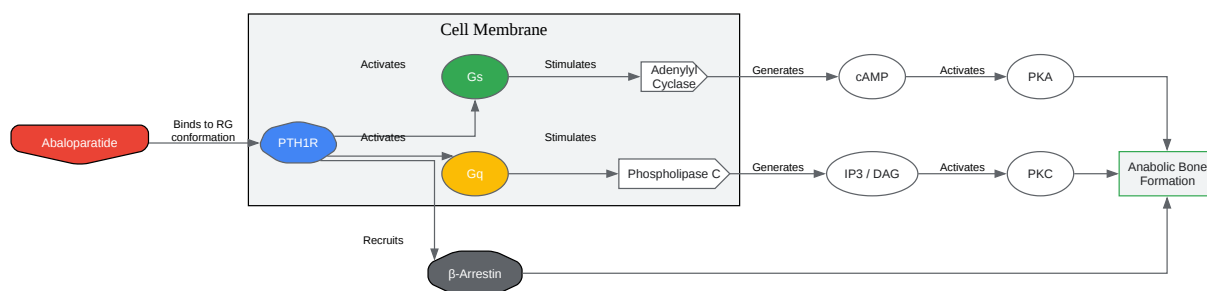 Cell Membrane
Activates
Gs
Stimulates
Adenylyl
Cyclase
Generates
cAMP
Activates
PKA
Abaloparatide
Binds to RG
conformation
PTH1R
Activates
Gq
Stimulates
Phospholipase C
Generates
IP3 / DAG
Activates
PKC
Anabolic Bone
Formation
Recruits
β-Arrestin